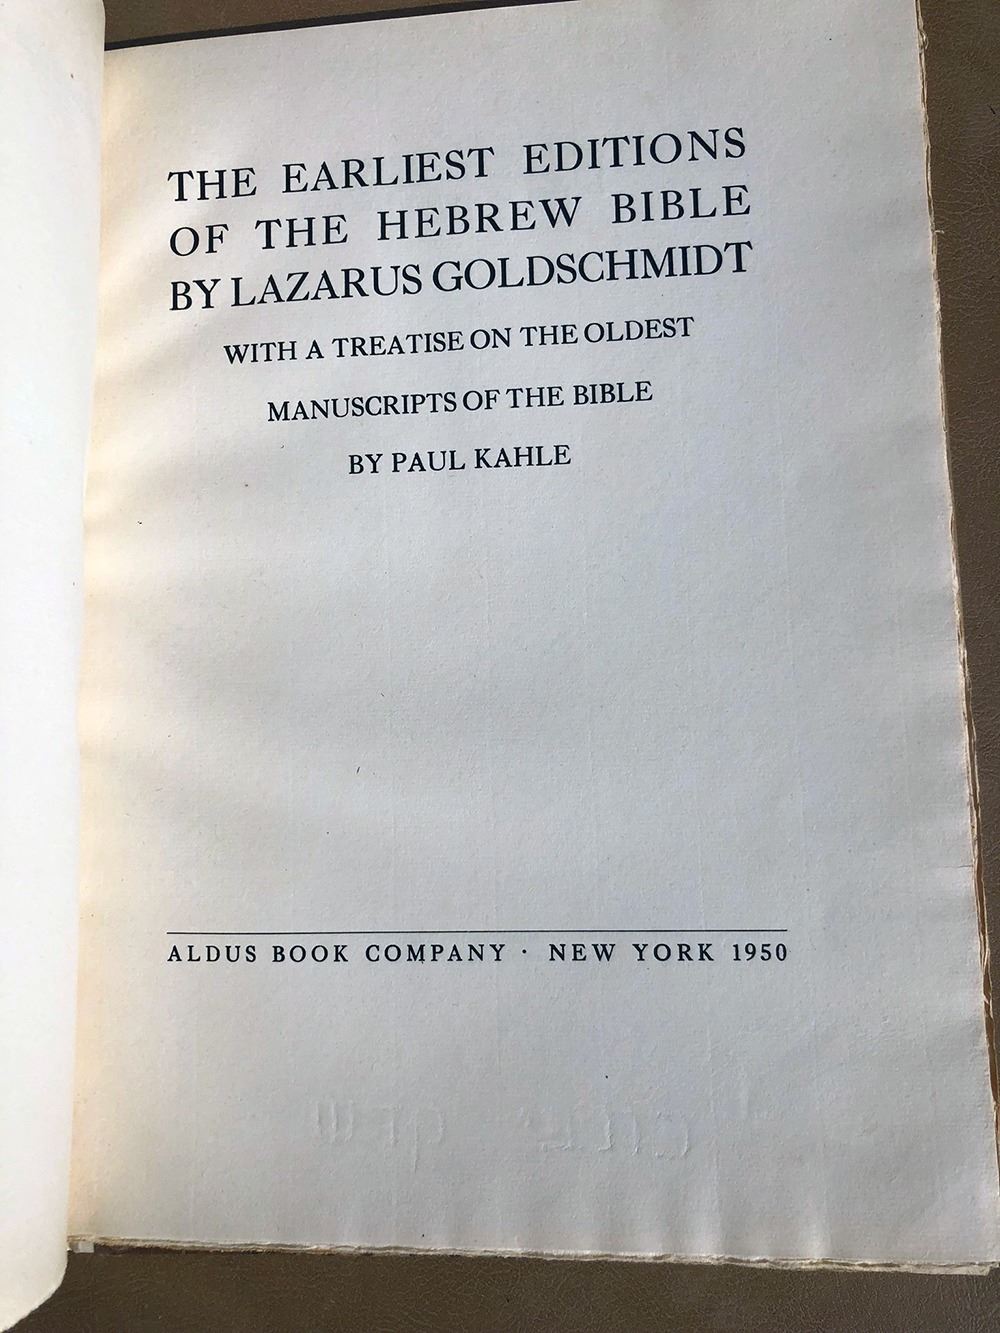 THE EARLIEST EDITIONS
OF THE HEBREW BIBLE
BY LAZARUS GOLDSCHMIDT
WITH A TREATISE ON THE OLDEST
MANUSCRIPTS OF THE BIBLE
BY PAUL KAHLE
ALDUS BOOK COMPANY · NEW YORK 1950